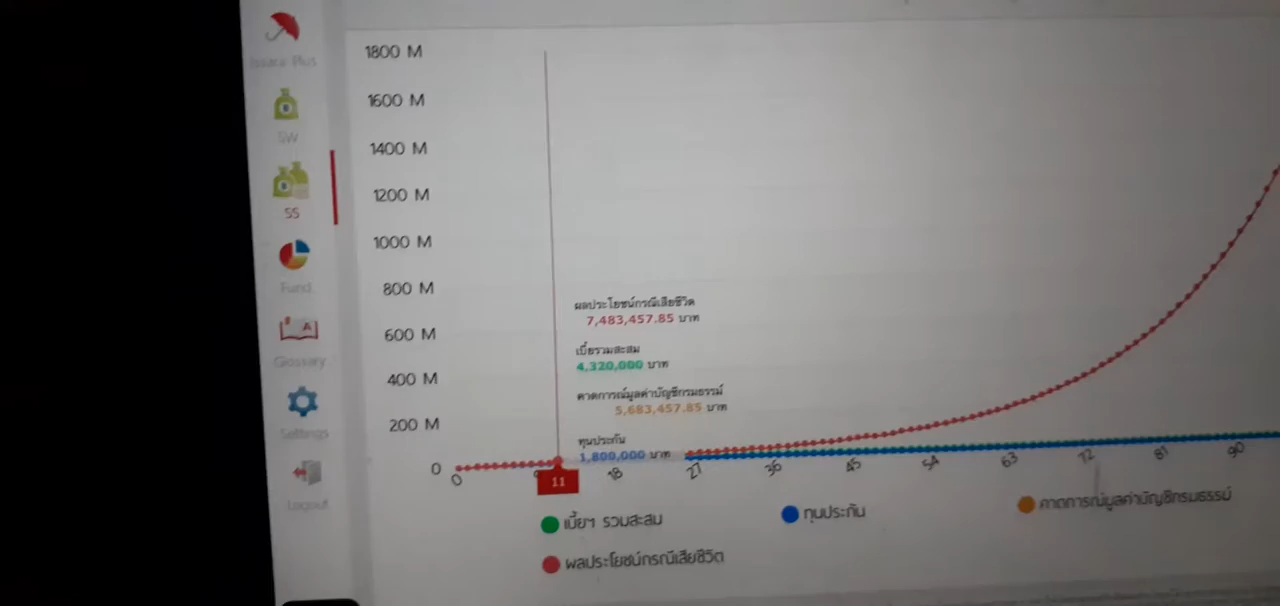 Issara Plus
SW
SS
Fund
Glossary
Settings
Logout
1800 M
1600 M
1400 M
1200 M
1000 M
800 M
600 M
400 M
200 M
0
ผลประโยชน์กรณีเสียชีวิต
7,483,457.85 บาท
เบี้ยรวมสะสม
4,320,000 บาท
คาดการณ์มูลค่าบัญชีกรมธรรม์
5,683,457.85 บาท
ทุนประกัน
1,800,000 บาท
0
11
18
27
36
45
54
63
72
81
90
เบี้ยฯ รวมสะสม
ทุนประกัน
คาดการณ์มูลค่าบัญชีกรมธรรม์
ผลประโยชน์กรณีเสียชีวิต